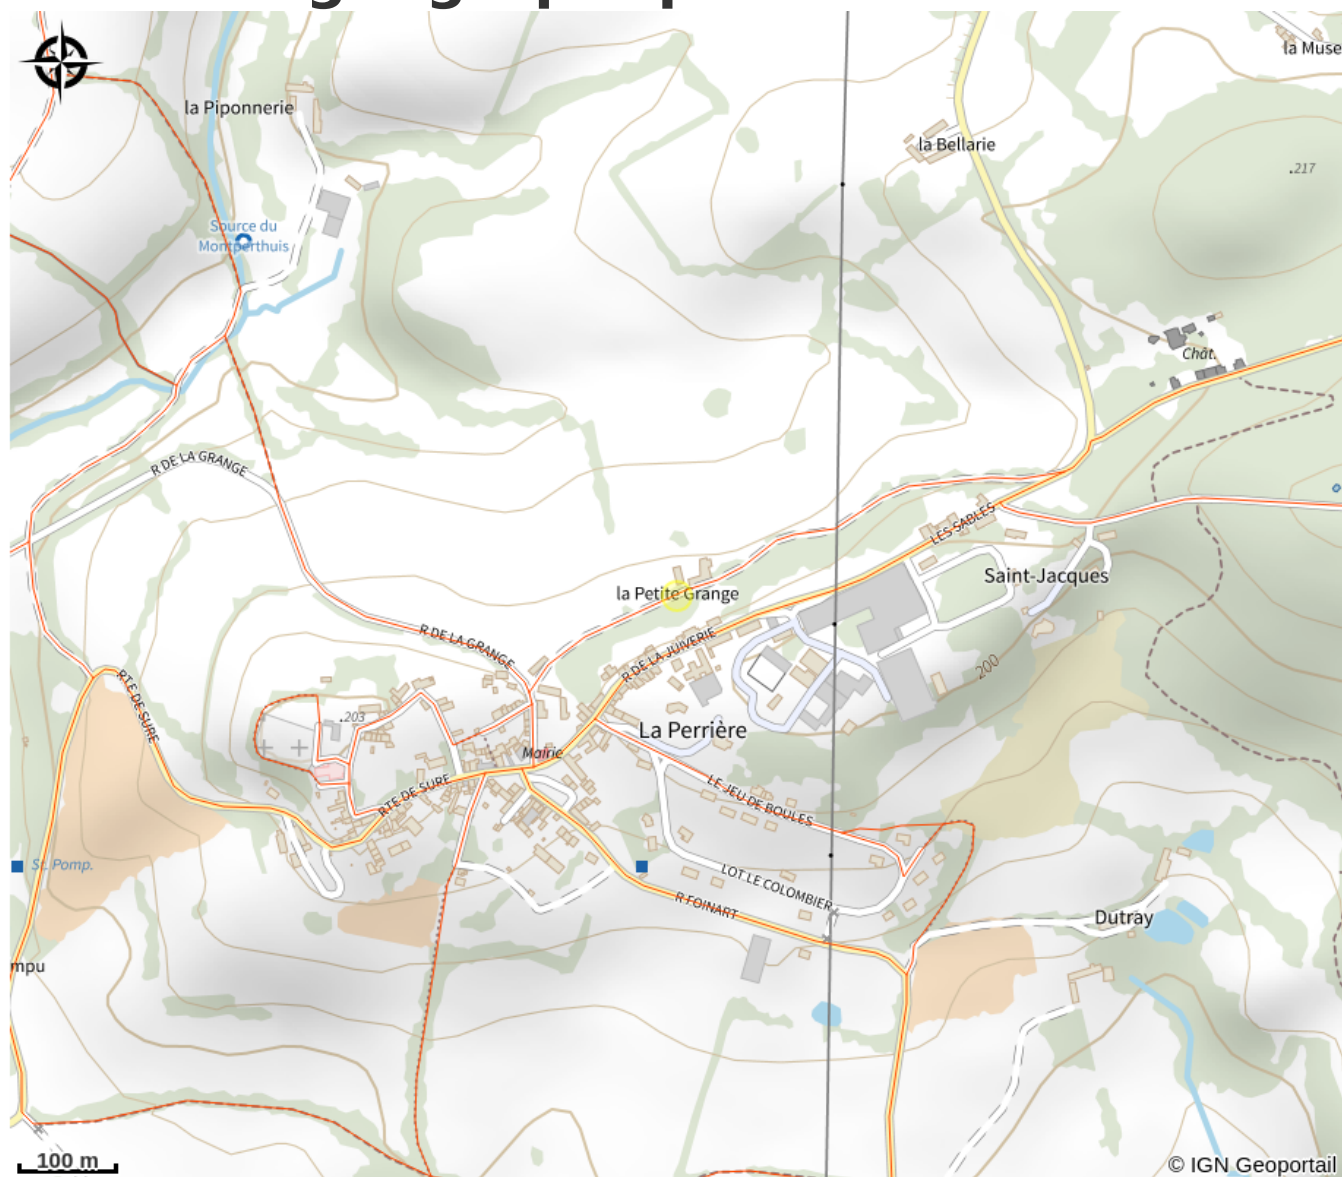 la Muse
la Piponnerie
la Bellarie
.217
Source du
Montperthuis
Chât.
R DE LA GRANGE
LES SABLES
Saint-Jacques
la Petite Grange
R DE LA GRANGE
R DE LA JUIVERIE
200
RTE DE SURE
.203
La Perrière
Mairie
RTE DE SURE
LE JEU DE BOULES
St. Pomp.
LOT LE COLOMBIER
R FOINART
Dutray
mpu
100 m
© IGN Geoportail